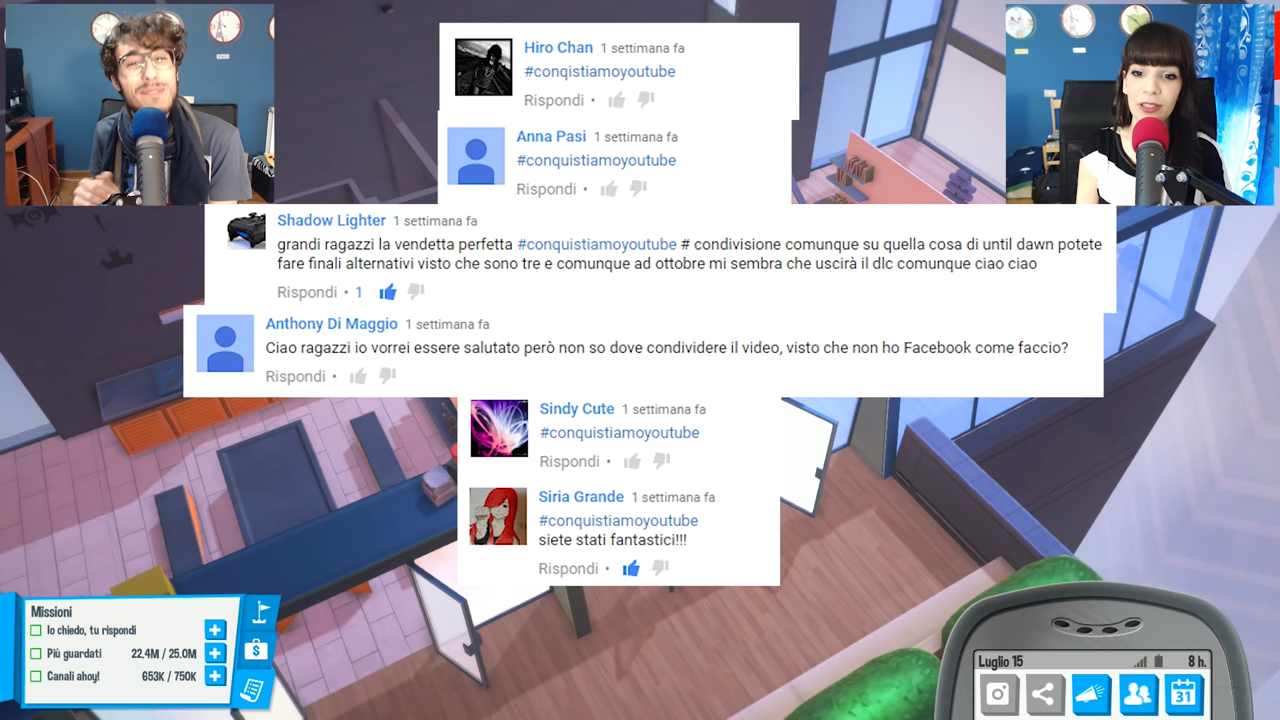 Hiro Chan 1 settimana fa
#conqistiamoyoutube
Rispondi •
Anna Pasi 1 settimana fa
#conquistiamoyoutube
Rispondi •
Shadow Lighter 1 settimana fa
grandi ragazzi la vendetta perfetta #conquistiamoyoutube # condivisione comunque su quella cosa di until dawn potete
fare finali alternativi visto che sono tre e comunque ad ottobre mi sembra che uscirà il dlc comunque ciao ciao
Rispondi • 1
Anthony Di Maggio 1 settimana fa
Ciao ragazzi io vorrei essere salutato però non so dove condividere il video, visto che non ho Facebook come faccio?
Rispondi •
Sindy Cute 1 settimana fa
#conquistiamoyoutube
Rispondi •
Siria Grande 1 settimana fa
#conquistiamoyoutube
siete stati fantastici!!!
Rispondi •
Missioni
Io chiedo, tu rispondi
Più guardati 22.4M / 25.0M
Canali ahoy! 653K / 750K
Luglio 15 8 h.
31